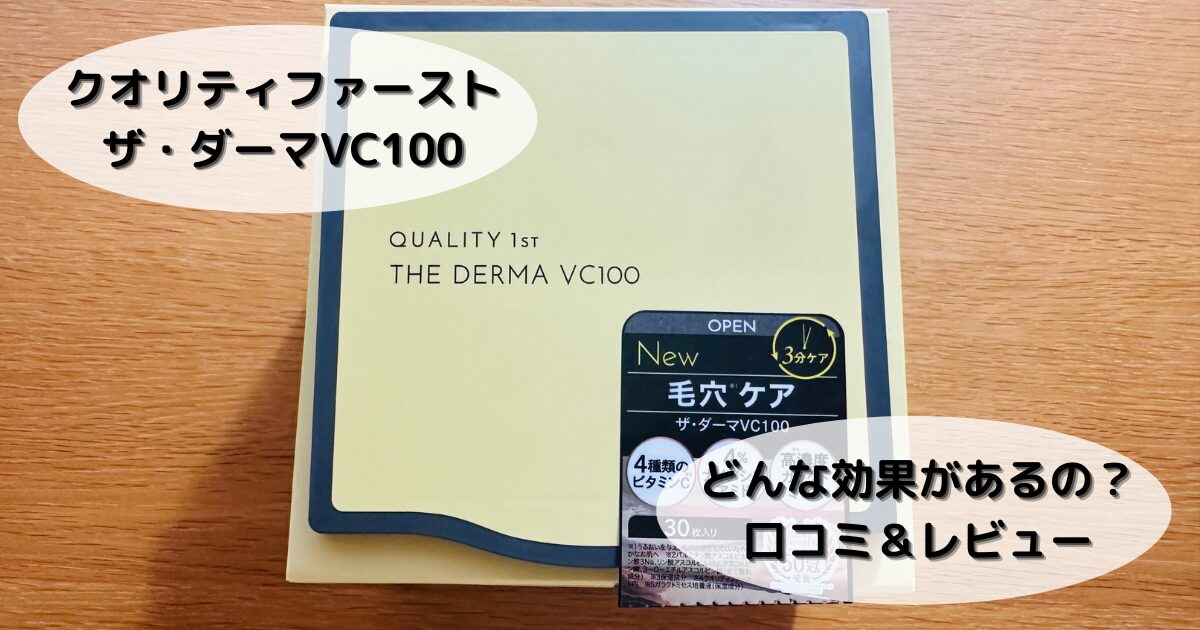 クオリティファースト
ザ・ダーマVC100
QUALITY 1ST
THE DERMA VC100
OPEN
New
3分ケア
毛穴※1ケア
ザ・ダーマVC100
4種類の
ビタミンC
4%
高濃度
30枚入り
どんな効果があるの？
口コミ＆レビュー